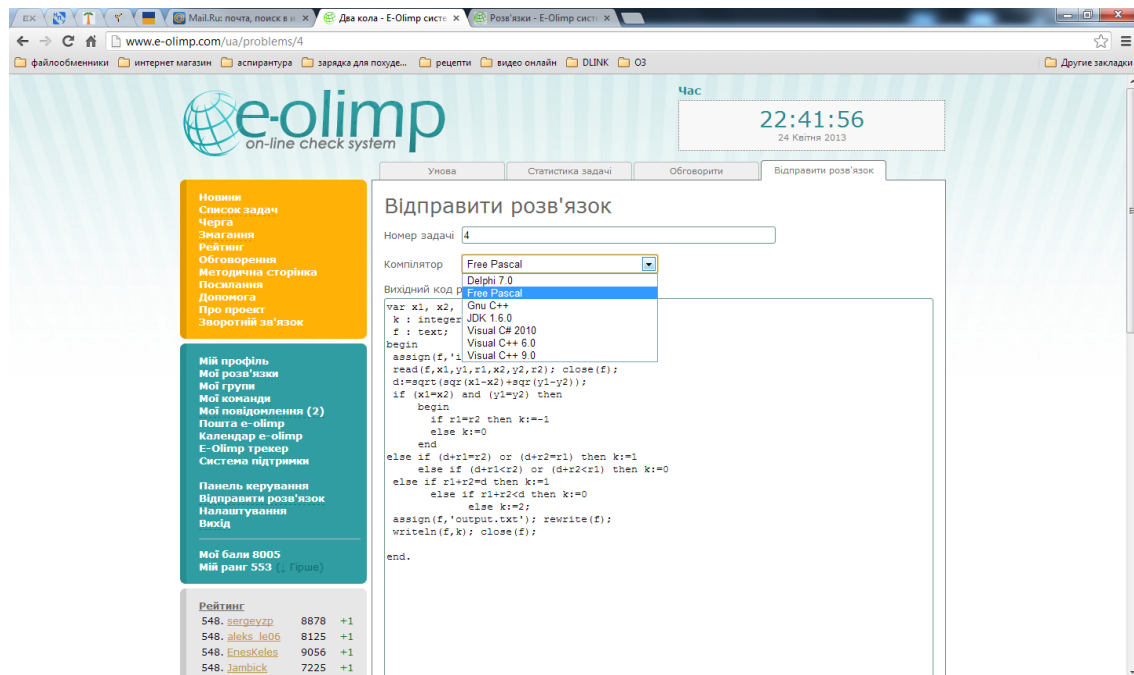 EX
Mail.Ru: почта, поиск в и
Два кола - E-Olimp систе
Розв'язки - E-Olimp систе
www.e-olimp.com/ua/problems/4
файлообменники интернет магазин аспирантура зарядка для похуде... рецепти видео онлайн DLINK ОЗ Другие закладки
e-olimp
on-line check system
Час
22:41:56
24 Квітня 2013
Умова Статистика задачі Обговорити Відправити розв'язок
Новини
Список задач
Черга
Змагання
Рейтинг
Обговорення
Методична сторінка
Посилання
Допомога
Про проект
Зворотній зв'язок
Мій профіль
Мої розв'язки
Мої групи
Мої команди
Мої повідомлення (2)
Пошта e-olimp
Календар e-olimp
E-Olimp трекер
Система підтримки
Панель керування
Відправити розв'язок
Налаштування
Вихід
Мої бали 8005
Мій ранг 553 (↓ Гірше)
Рейтинг
548. sergeyzp 8878 +1
548. aleks_le06 8125 +1
548. EnesKeles 9056 +1
548. Jambick 7225 +1
Відправити розв'язок
Номер задачі 4
Компілятор Free Pascal
Delphi 7.0
Free Pascal
Gnu C++
JDK 1.6.0
Visual C# 2010
Visual C++ 6.0
Visual C++ 9.0
Вихідний код р
var x1, x2,
k : integer
f : text;
begin
assign(f,'i
read(f,x1,y1,r1,x2,y2,r2); close(f);
d:=sqrt(sqr(x1-x2)+sqr(y1-y2));
if (x1=x2) and (y1=y2) then
begin
if r1=r2 then k:=-1
else k:=0
end
else if (d+r1=r2) or (d+r2=r1) then k:=1
else if (d+r1<r2) or (d+r2<r1) then k:=0
else if r1+r2=d then k:=1
else if r1+r2<d then k:=0
else k:=2;
assign(f,'output.txt'); rewrite(f);
writeln(f,k); close(f);
end.